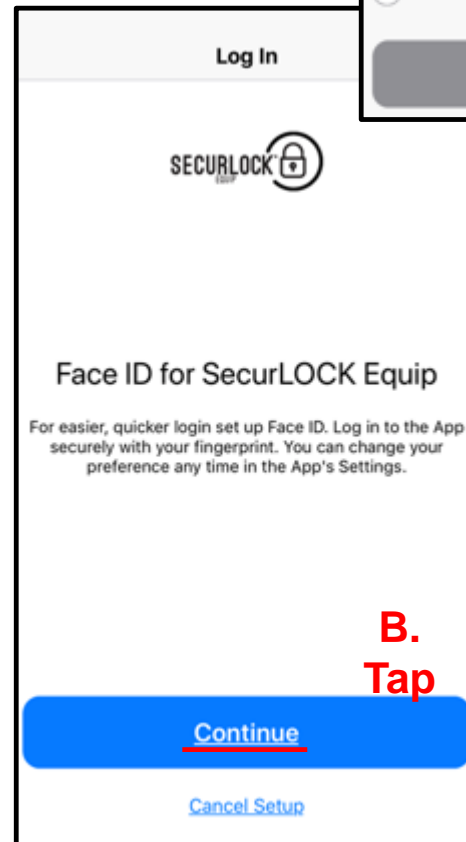 Log In
SECURLOCK
EQUIP
Face ID for SecurLOCK Equip
For easier, quicker login set up Face ID. Log in to the App
securely with your fingerprint. You can change your
preference any time in the App's Settings.
B.
Tap
Continue
Cancel Setup